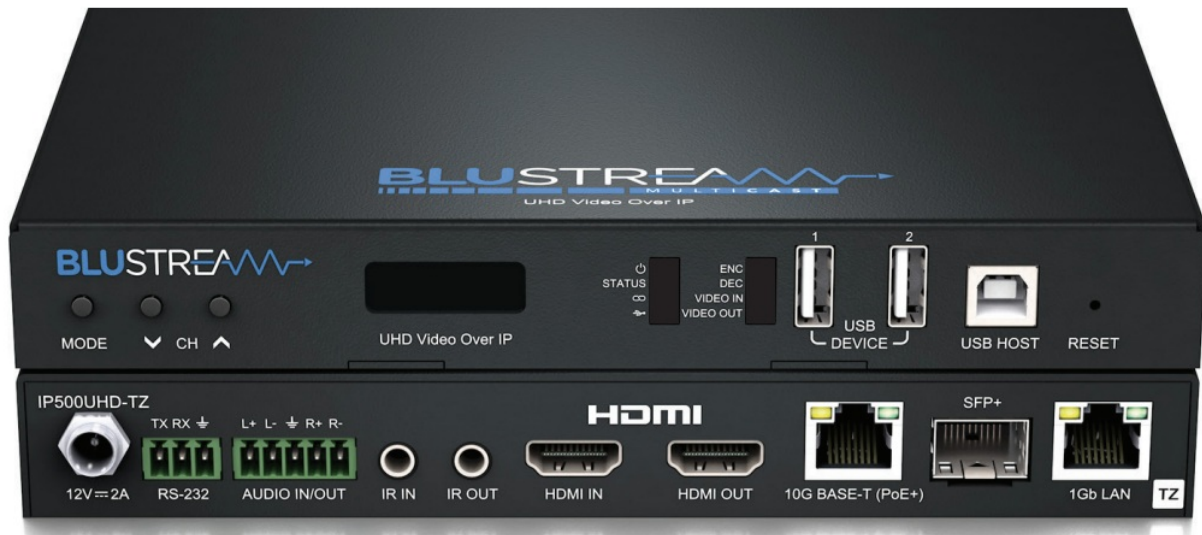 BLUSTREAM
MULTICAST
UHD Video Over IP
BLUSTREAM
MODE
CH
UHD Video Over IP
STATUS
ENC
DEC
VIDEO IN
VIDEO OUT
1
2
USB
DEVICE
USB HOST
RESET
IP500UHD-TZ
12V⎓2A
TX RX ⏚
RS-232
L+ L- ⏚ R+ R-
AUDIO IN/OUT
IR IN
IR OUT
HDMI
HDMI IN
HDMI OUT
10G BASE-T (PoE+)
SFP+
1Gb LAN
TZ